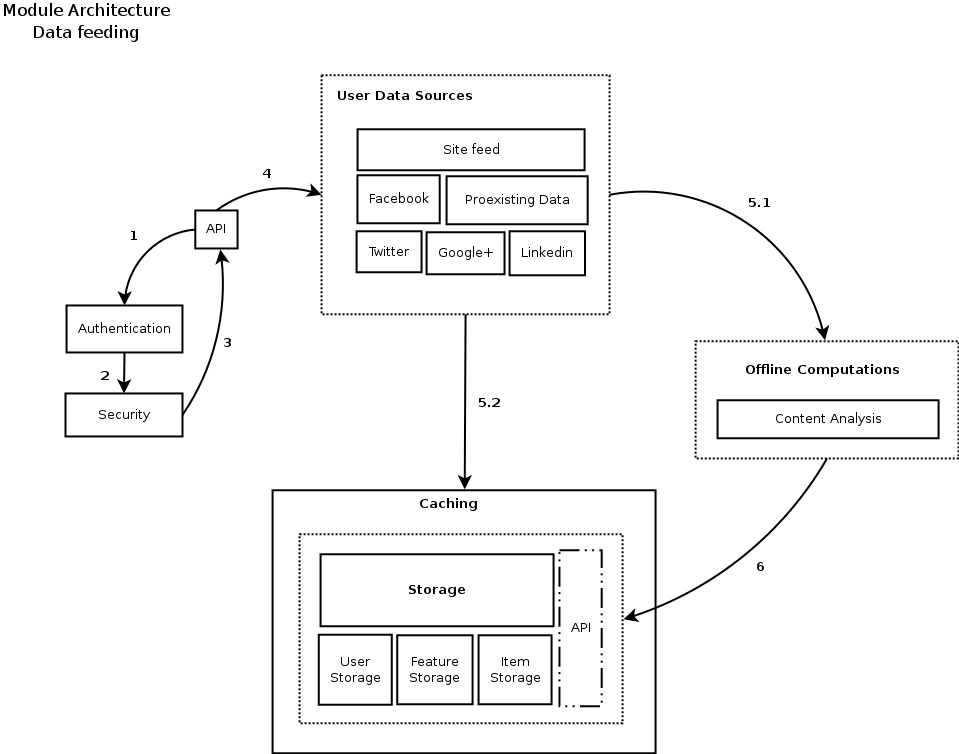 Module Architecture
Data feeding
User Data Sources
Site feed
Facebook
Proexisting Data
Twitter
Google+
Linkedin
4
API
1
5.1
Authentication
3
2
Security
5.2
Offline Computations
Content Analysis
Caching
Storage
API
User
Storage
Feature
Storage
Item
Storage
6